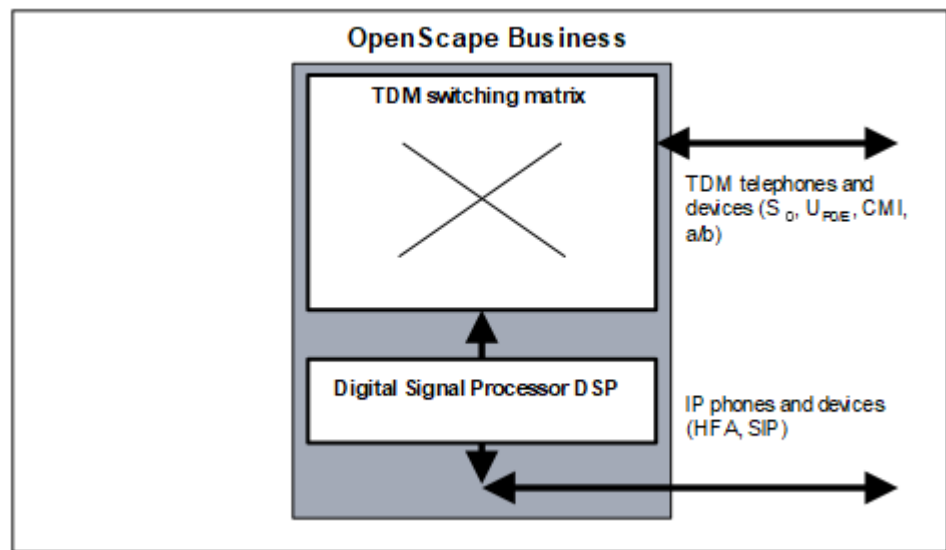 OpenScape Business
TDM switching matrix
TDM telephones and
devices (S₀, U_P0/E, CMI,
a/b)
Digital Signal Processor DSP
IP phones and devices
(HFA, SIP)